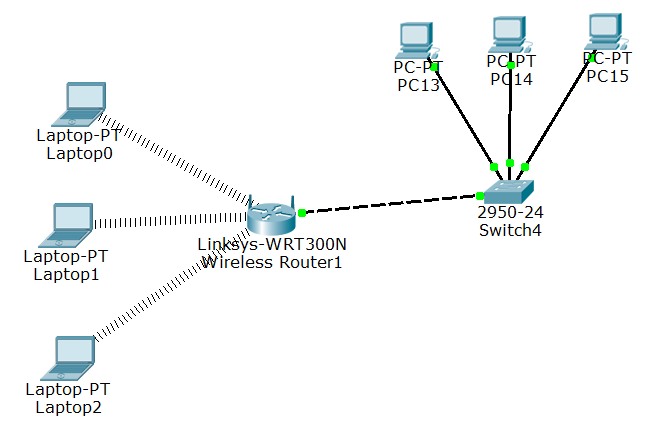 PC-PT
PC13
PC-PT
PC14
PC-PT
PC15
Laptop-PT
Laptop0
2950-24
Switch4
Linksys-WRT300N
Wireless Router1
Laptop-PT
Laptop1
Laptop-PT
Laptop2